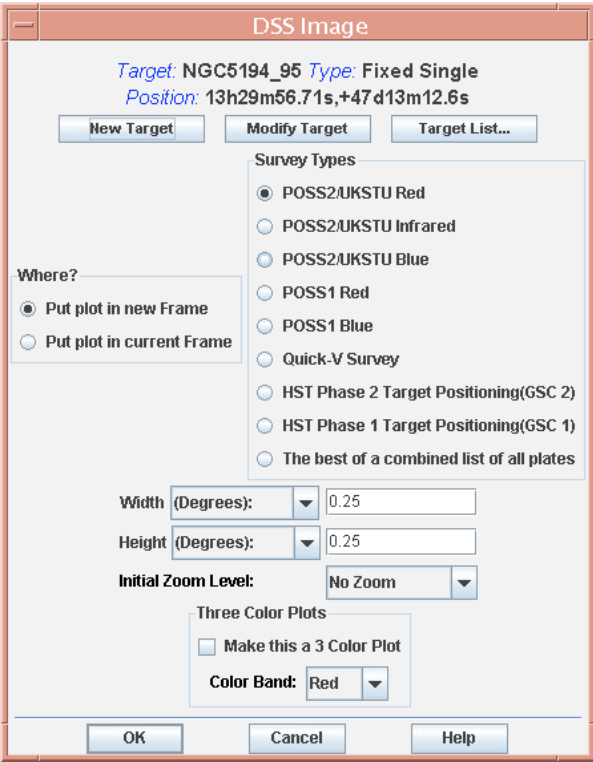 DSS Image
Target: NGC5194_95 Type: Fixed Single
Position: 13h29m56.71s,+47d13m12.6s
New Target Modify Target Target List...
Survey Types
POSS2/UKSTU Red
POSS2/UKSTU Infrared
POSS2/UKSTU Blue
POSS1 Red
POSS1 Blue
Quick-V Survey
HST Phase 2 Target Positioning(GSC 2)
HST Phase 1 Target Positioning(GSC 1)
The best of a combined list of all plates
Where?
Put plot in new Frame
Put plot in current Frame
Width (Degrees): 0.25
Height (Degrees): 0.25
Initial Zoom Level: No Zoom
Three Color Plots
Make this a 3 Color Plot
Color Band: Red
OK Cancel Help